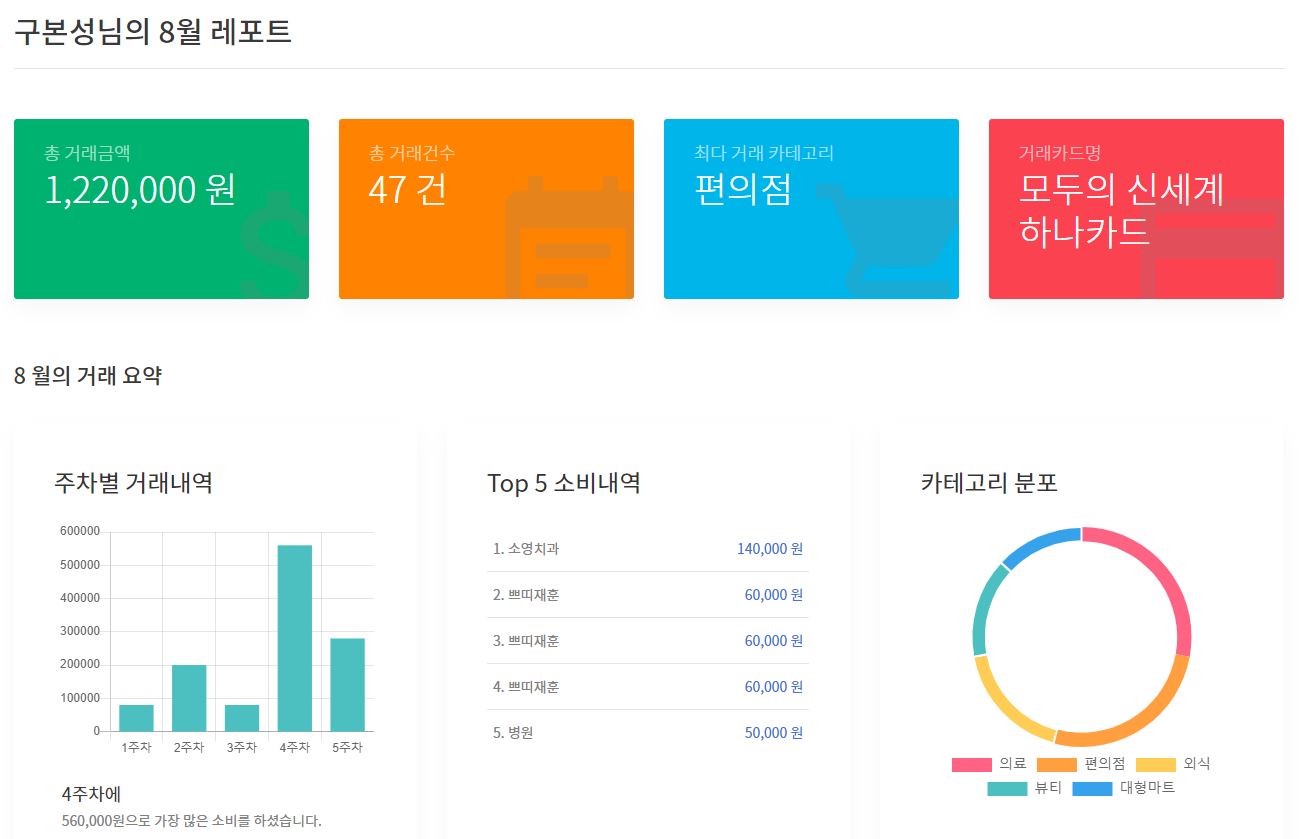 구본성님의 8월 레포트
총 거래금액
1,220,000 원
총 거래건수
47 건
최다 거래 카테고리
편의점
거래카드명
모두의 신세계
하나카드
8 월의 거래 요약
주차별 거래내역
600000
500000
400000
300000
200000
100000
0
1주차 2주차 3주차 4주차 5주차
4주차에
560,000원으로 가장 많은 소비를 하셨습니다.
Top 5 소비내역
1. 소영치과 140,000 원
2. 쁘띠재훈 60,000 원
3. 쁘띠재훈 60,000 원
4. 쁘띠재훈 60,000 원
5. 병원 50,000 원
카테고리 분포
의료 편의점 외식
뷰티 대형마트